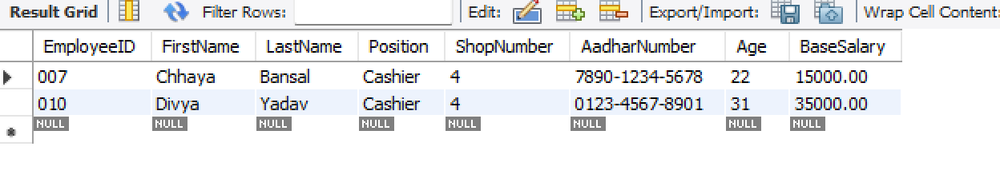 Result Grid Filter Rows: Edit: Export/Import: Wrap Cell Content:
EmployeeID FirstName LastName Position ShopNumber AadharNumber Age BaseSalary
007 Chhaya Bansal Cashier 4 7890-1234-5678 22 15000.00
010 Divya Yadav Cashier 4 0123-4567-8901 31 35000.00
NULL NULL NULL NULL NULL NULL NULL NULL